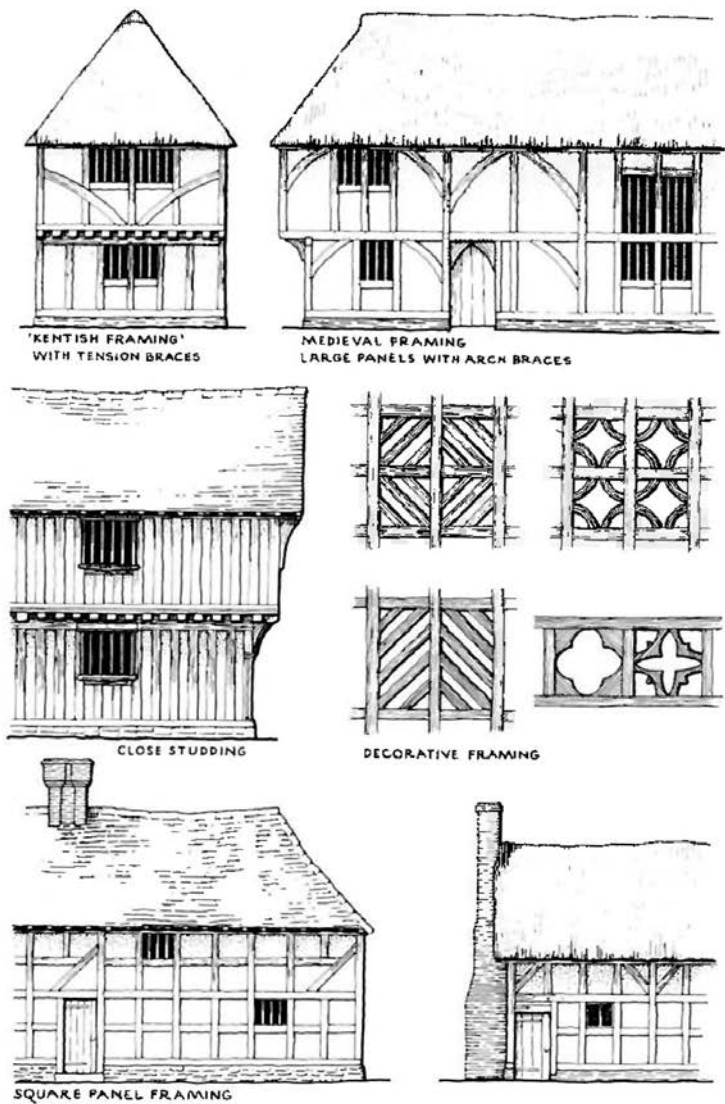 'KENTISH FRAMING'
WITH TENSION BRACES
MEDIEVAL FRAMING
LARGE PANELS WITH ARCH BRACES
CLOSE STUDDING
DECORATIVE FRAMING
SQUARE PANEL FRAMING